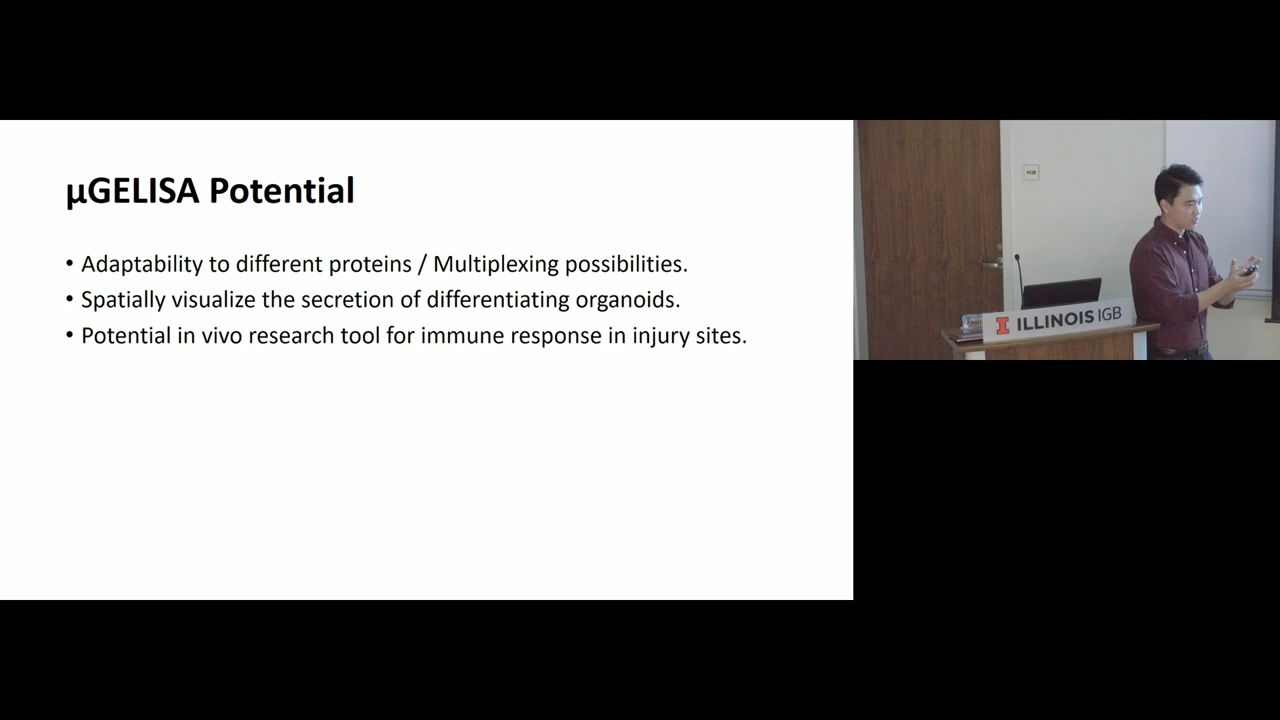 µGELISA Potential
• Adaptability to different proteins / Multiplexing possibilities.
• Spatially visualize the secretion of differentiating organoids.
• Potential in vivo research tool for immune response in injury sites.
I ILLINOIS IGB